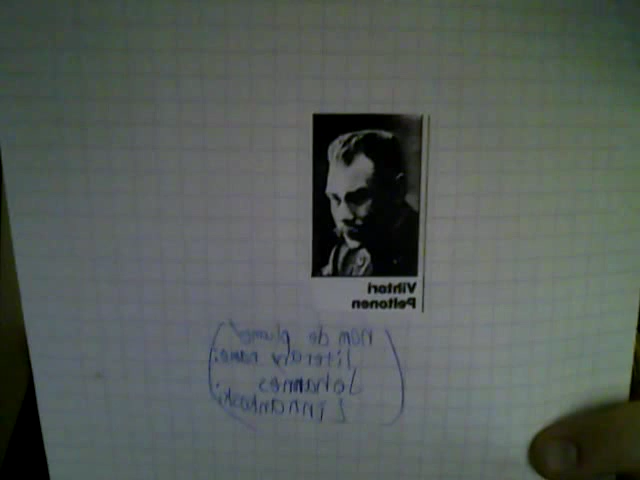 Vihtori
Peltonen
(nom de plume/
literary name:
Johannes
Linnankoski)